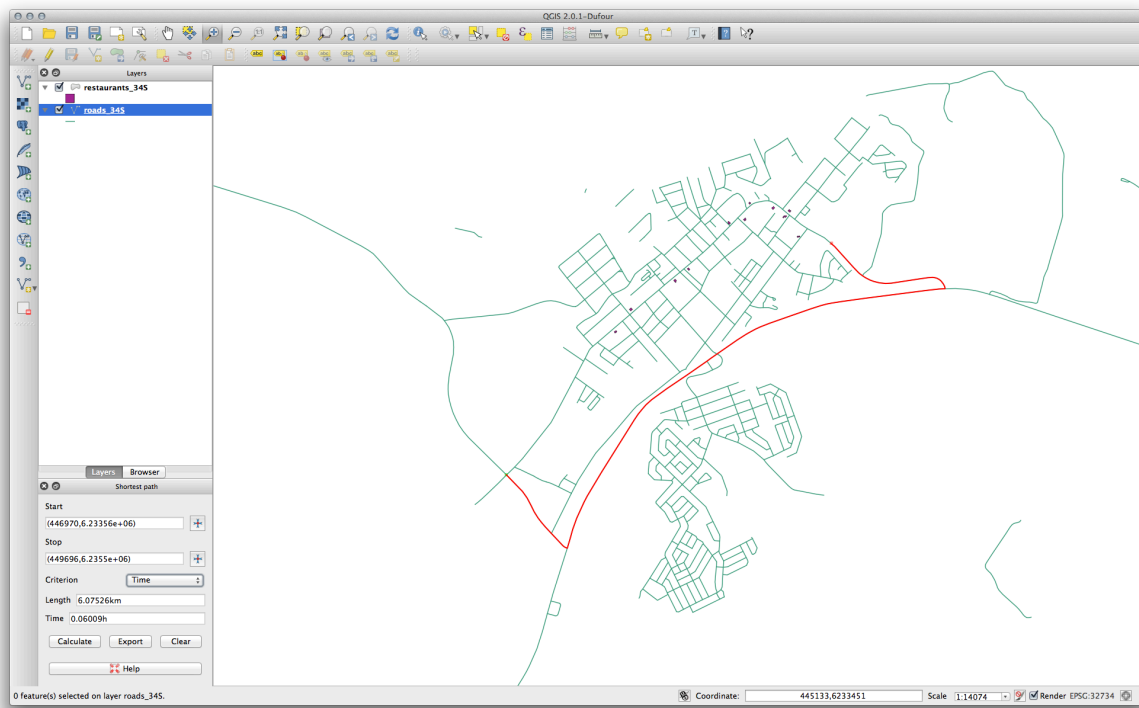 QGIS 2.0.1-Dufour
Layers
restaurants_34S
roads_34S
Layers Browser
Shortest path
Start
(446970,6.23356e+06)
Stop
(449696,6.2355e+06)
Criterion Time
Length 6.07526km
Time 0.06009h
Calculate Export Clear
Help
0 feature(s) selected on layer roads_34S.
Coordinate: 445133,6233451 Scale 1:14074 Render EPSG:32734